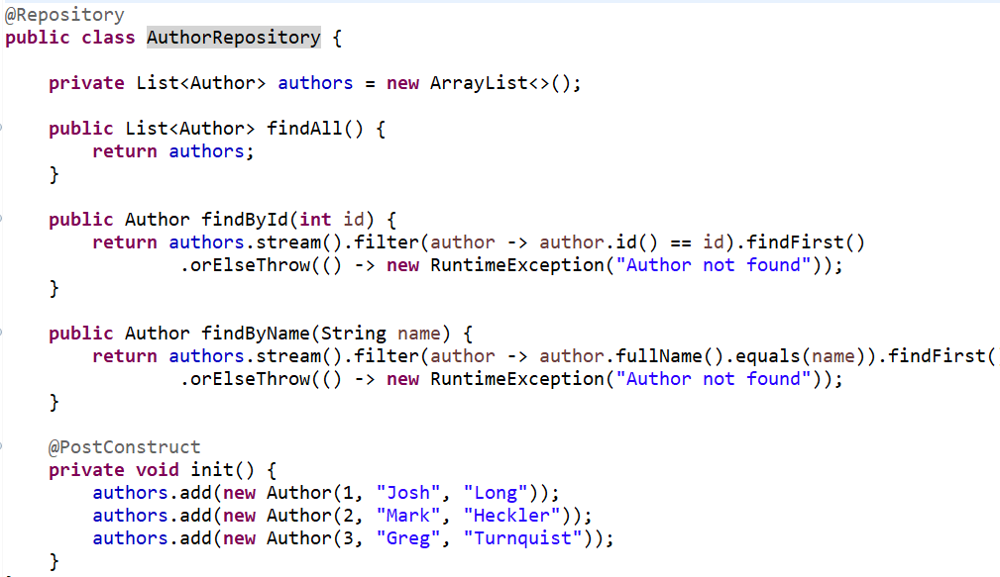 @Repository
public class AuthorRepository {
private List<Author> authors = new ArrayList<>();
public List<Author> findAll() {
return authors;
}
public Author findById(int id) {
return authors.stream().filter(author -> author.id() == id).findFirst()
.orElseThrow(() -> new RuntimeException("Author not found"));
}
public Author findByName(String name) {
return authors.stream().filter(author -> author.fullName().equals(name)).findFirst(
.orElseThrow(() -> new RuntimeException("Author not found"));
}
@PostConstruct
private void init() {
authors.add(new Author(1, "Josh", "Long"));
authors.add(new Author(2, "Mark", "Heckler"));
authors.add(new Author(3, "Greg", "Turnquist"));
}